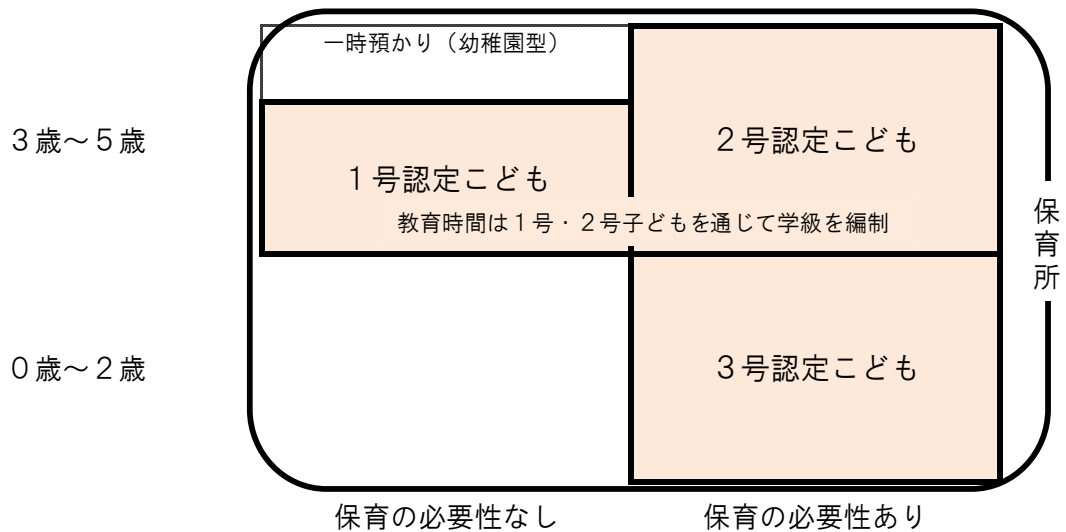 一時預かり（幼稚園型）
３歳～５歳
２号認定こども
１号認定こども
教育時間は１号・２号子どもを通じて学級を編制
保育所
０歳～２歳
３号認定こども
保育の必要性なし
保育の必要性あり